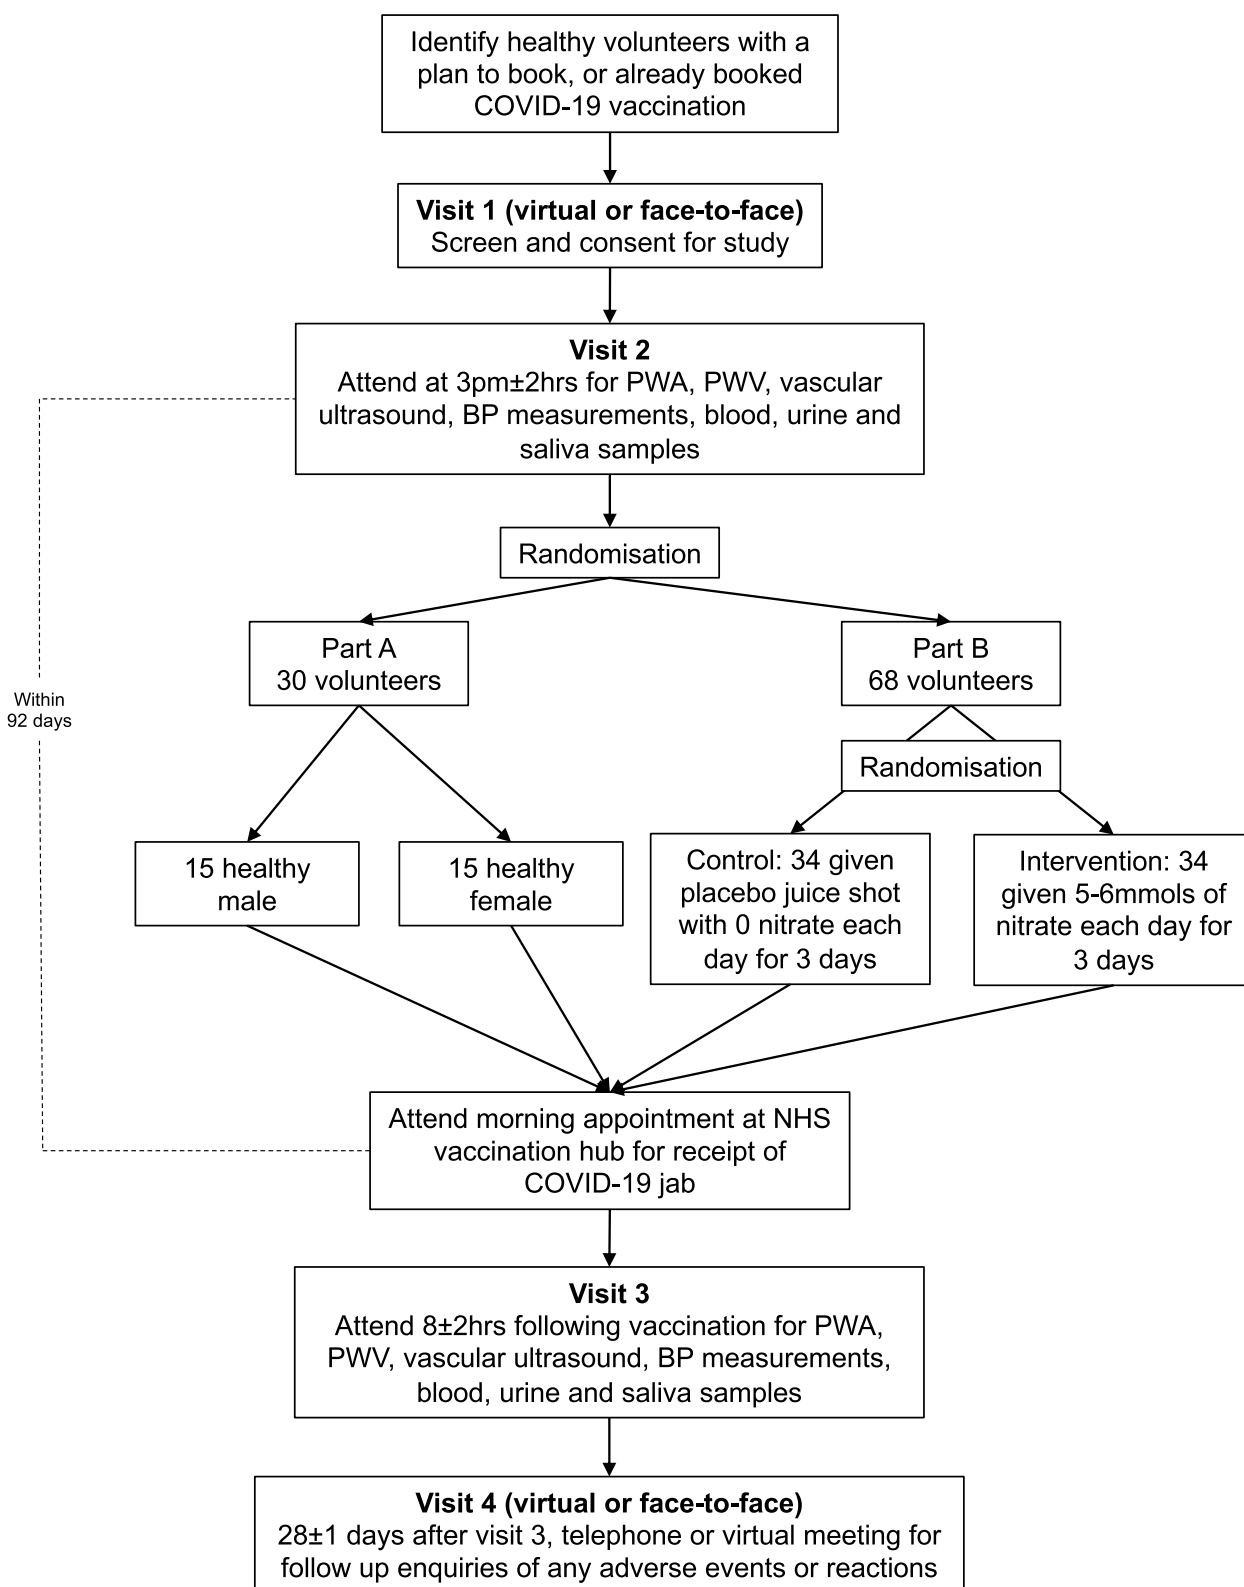 Identify healthy volunteers with a
plan to book, or already booked
COVID-19 vaccination
Visit 1 (virtual or face-to-face)
Screen and consent for study
Visit 2
Attend at 3pm±2hrs for PWA, PWV, vascular
ultrasound, BP measurements, blood, urine and
saliva samples
Randomisation
Part A
30 volunteers
Part B
68 volunteers
Within
92 days
Randomisation
15 healthy
male
15 healthy
female
Control: 34 given
placebo juice shot
with 0 nitrate each
day for 3 days
Intervention: 34
given 5-6mmols of
nitrate each day for
3 days
Attend morning appointment at NHS
vaccination hub for receipt of
COVID-19 jab
Visit 3
Attend 8±2hrs following vaccination for PWA,
PWV, vascular ultrasound, BP measurements,
blood, urine and saliva samples
Visit 4 (virtual or face-to-face)
28±1 days after visit 3, telephone or virtual meeting for
follow up enquiries of any adverse events or reactions